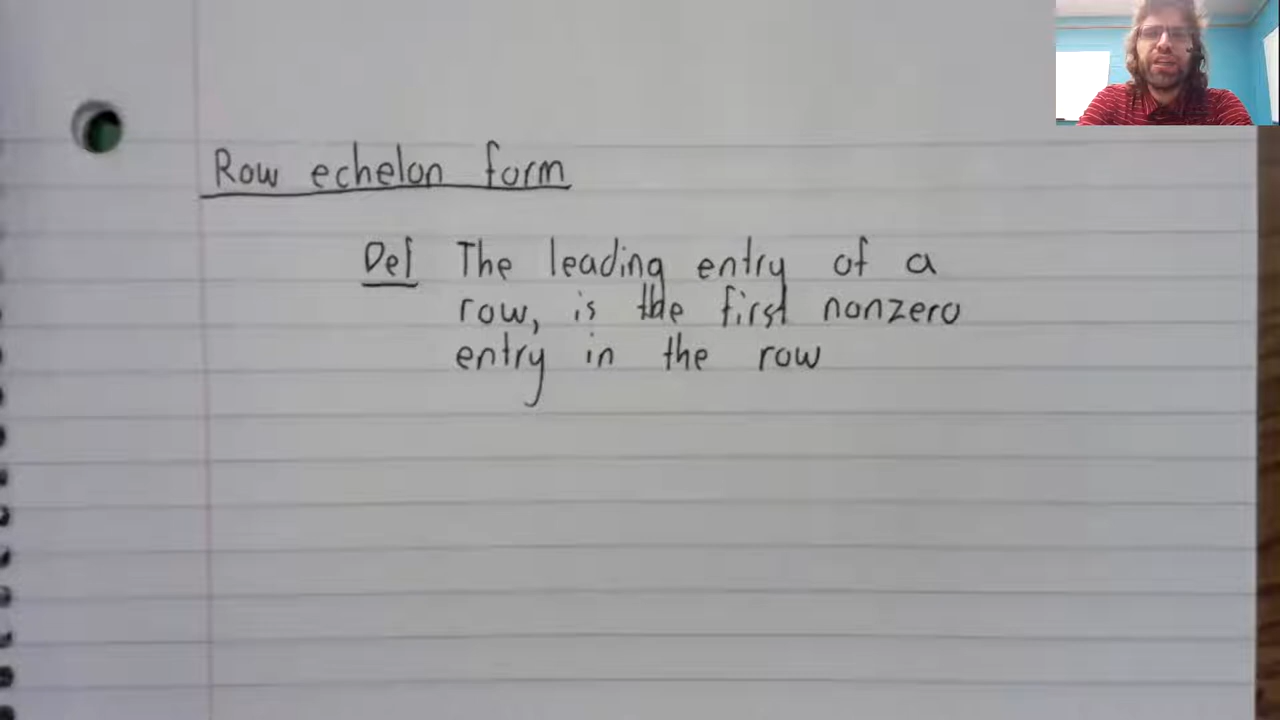 Row echelon form
Def The leading entry of a
row, is the first nonzero
entry in the row